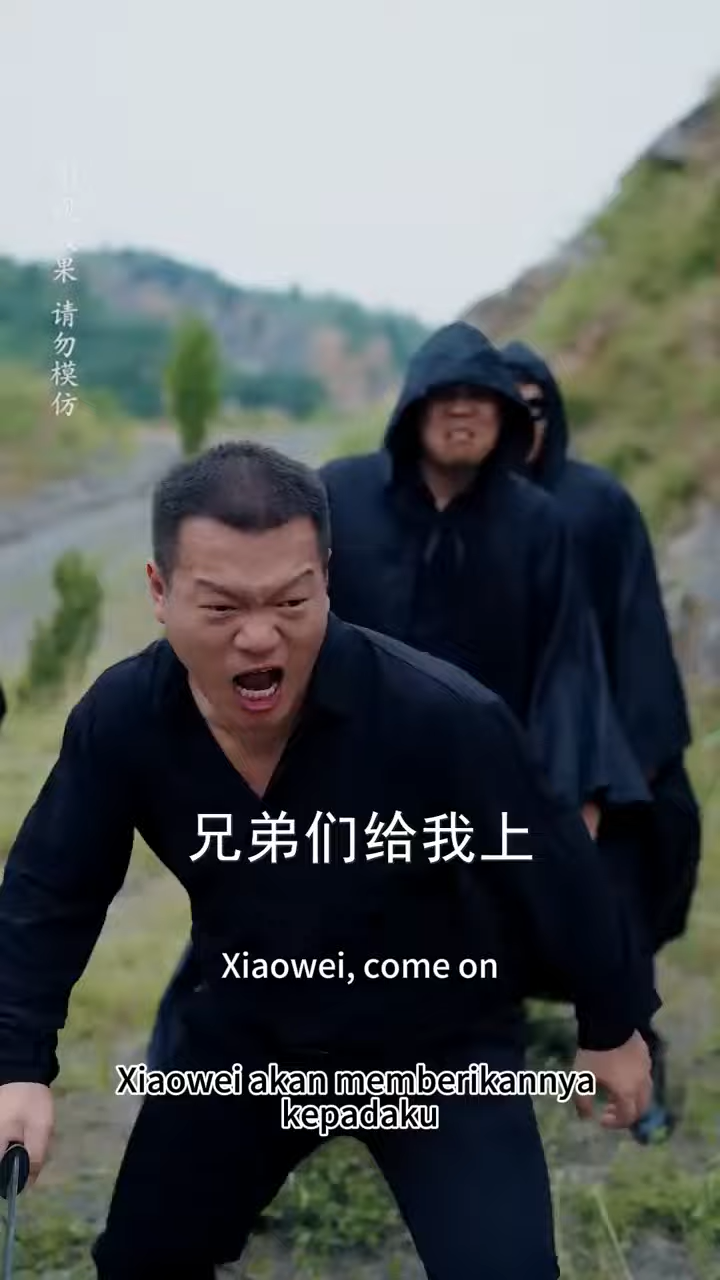 果 请勿模仿
兄弟们给我上
Xiaowei, come on
Xiaowei akan memberikannya
kepadaku